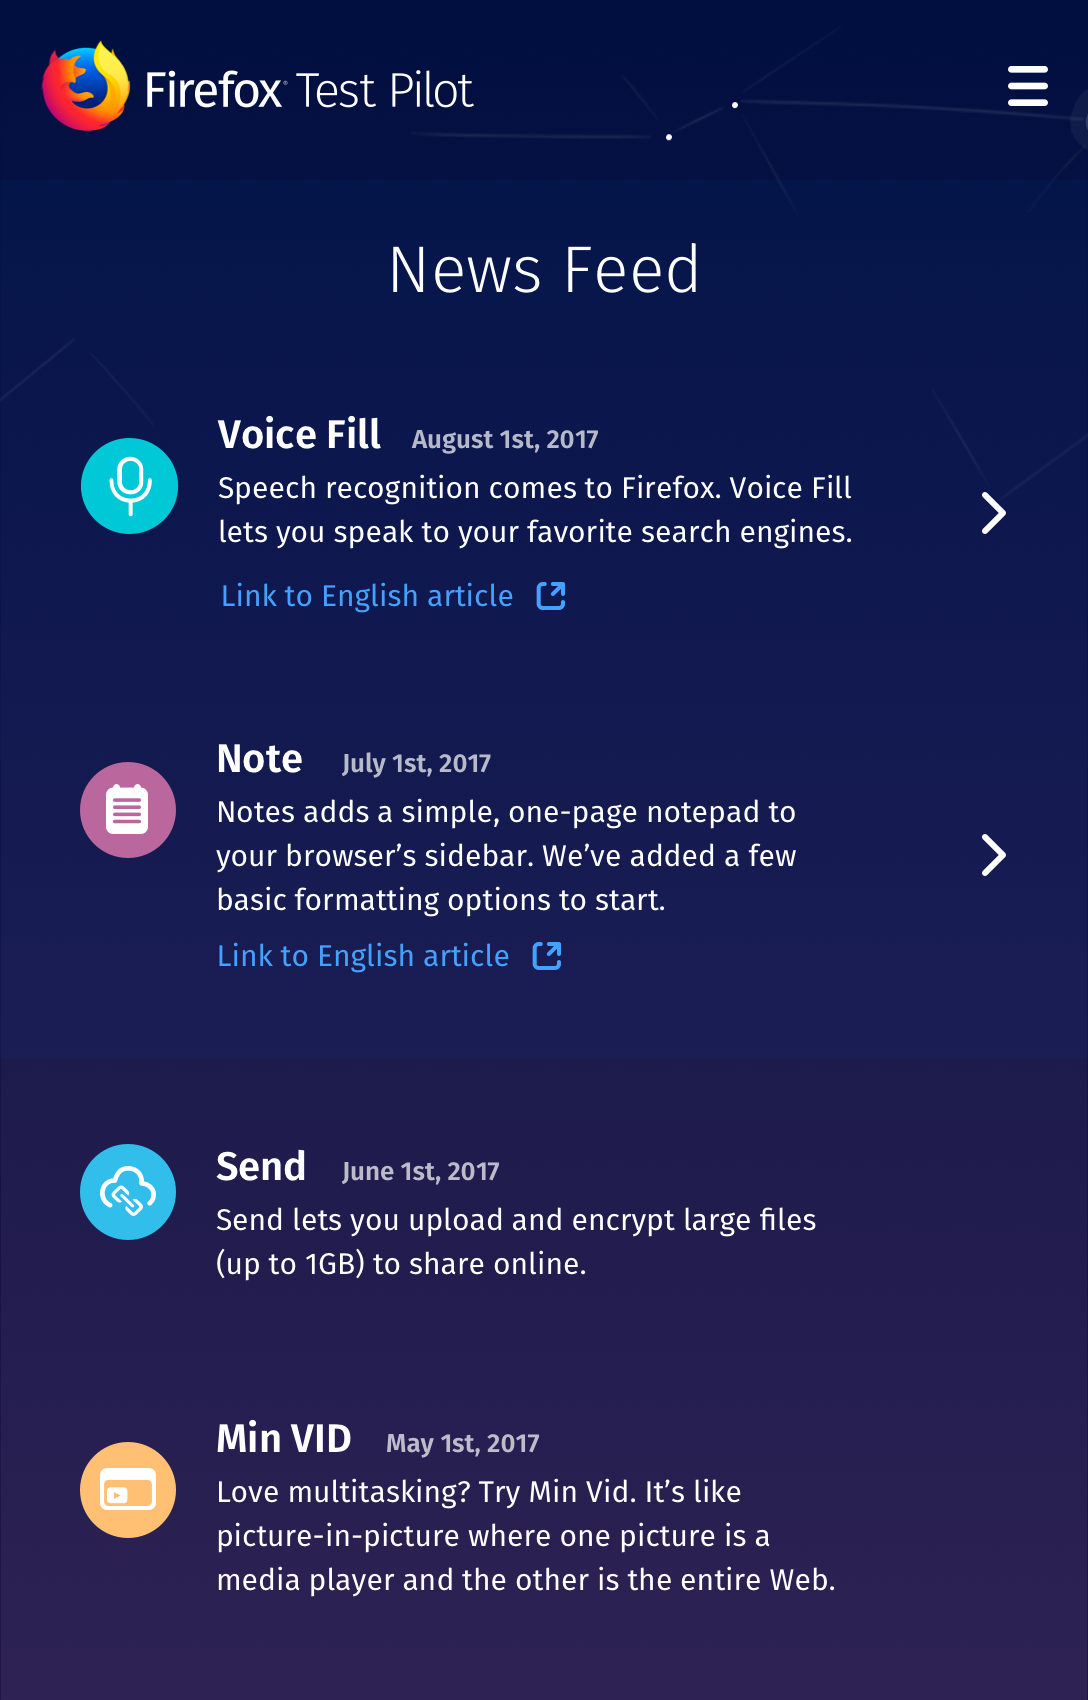 Firefox Test Pilot
News Feed
Voice Fill August 1st, 2017
Speech recognition comes to Firefox. Voice Fill
lets you speak to your favorite search engines.
Link to English article
Note July 1st, 2017
Notes adds a simple, one-page notepad to
your browser’s sidebar. We’ve added a few
basic formatting options to start.
Link to English article
Send June 1st, 2017
Send lets you upload and encrypt large files
(up to 1GB) to share online.
Min VID May 1st, 2017
Love multitasking? Try Min Vid. It’s like
picture-in-picture where one picture is a
media player and the other is the entire Web.